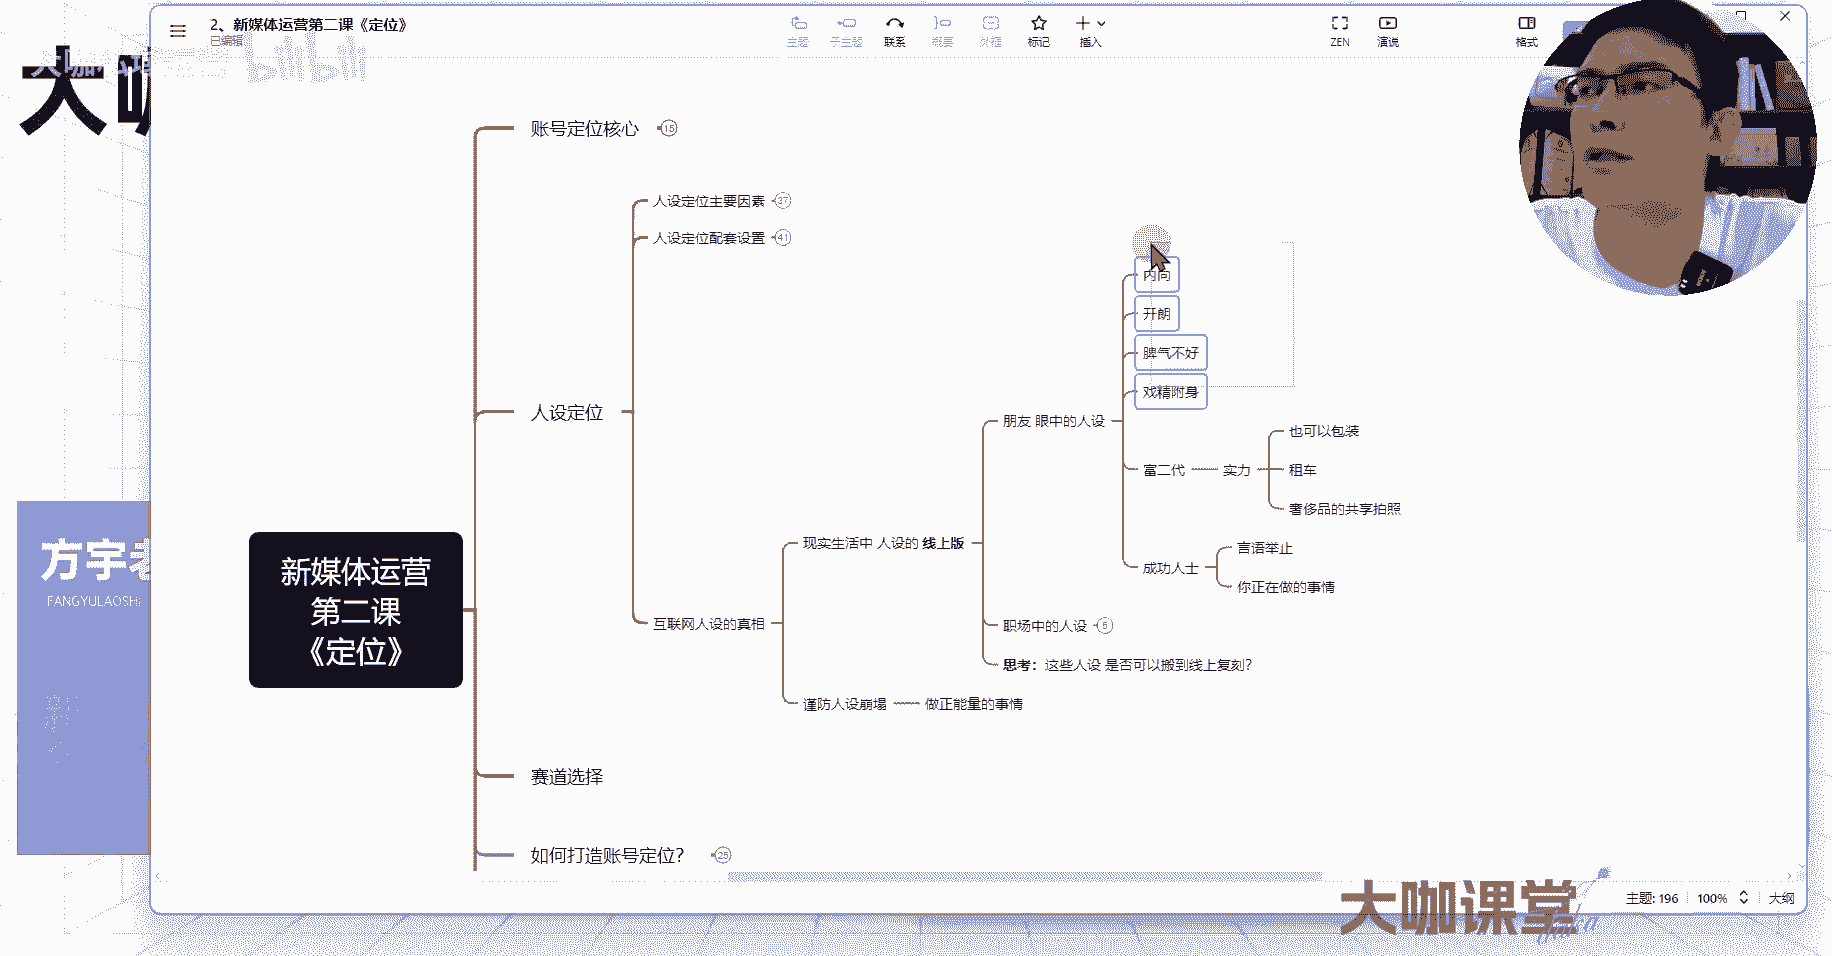 2、新媒体运营第二课《定位》
已编辑
主题
子主题
联系
概要
外框
标记
插入
ZEN
演说
格式
bilibili
大咖
账号定位核心 15
人设定位主要因素 37
人设定位配套设置 41
内向
开朗
脾气不好
戏精附身
朋友 眼中的人设
也可以包装
富二代 实力 租车
奢侈品的共享拍照
人设定位
现实生活中 人设的 线上版
言语举止
成功人士
你正在做的事情
新媒体运营
第二课
《定位》
互联网人设的真相
职场中的人设 5
思考：这些人设 是否可以搬到线上复刻？
谨防人设崩塌 做正能量的事情
赛道选择
如何打造账号定位？ 25
方宇老
FANGYULAOSHI
大咖课堂
主题: 196
100%
大纲